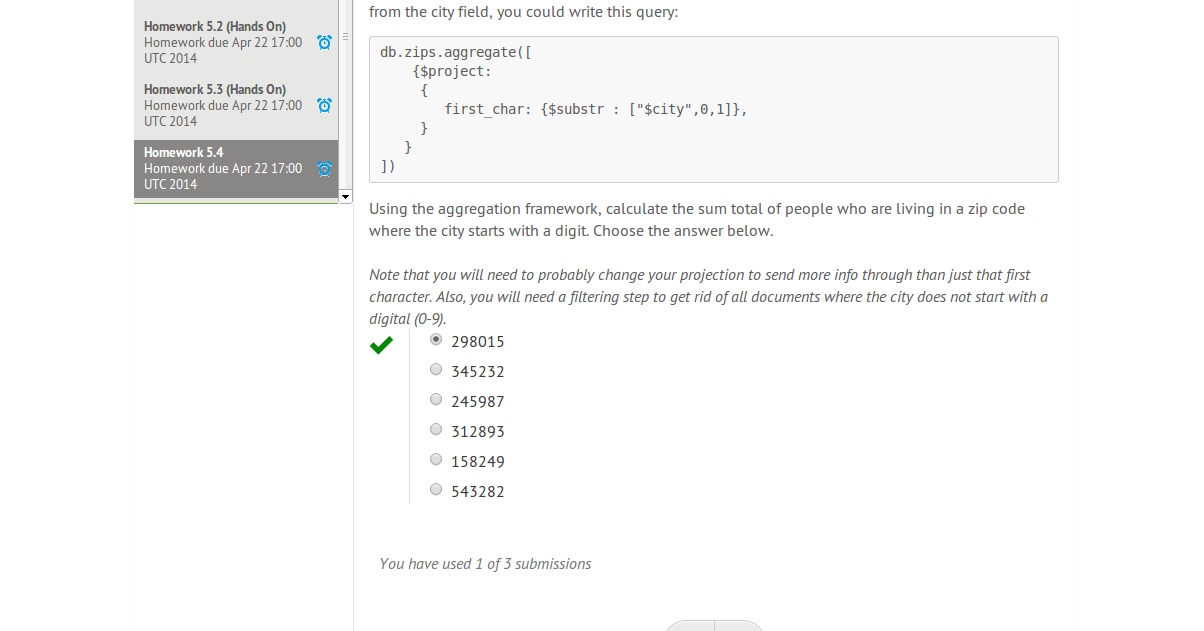 Homework 5.2 (Hands On)
Homework due Apr 22 17:00
UTC 2014
Homework 5.3 (Hands On)
Homework due Apr 22 17:00
UTC 2014
Homework 5.4
Homework due Apr 22 17:00
UTC 2014
from the city field, you could write this query:
db.zips.aggregate([
    {$project:
     {
        first_char: {$substr : ["$city",0,1]},
     }
   }
])
Using the aggregation framework, calculate the sum total of people who are living in a zip code
where the city starts with a digit. Choose the answer below.
Note that you will need to probably change your projection to send more info through than just that first
character. Also, you will need a filtering step to get rid of all documents where the city does not start with a
digital (0-9).
298015
345232
245987
312893
158249
543282
You have used 1 of 3 submissions